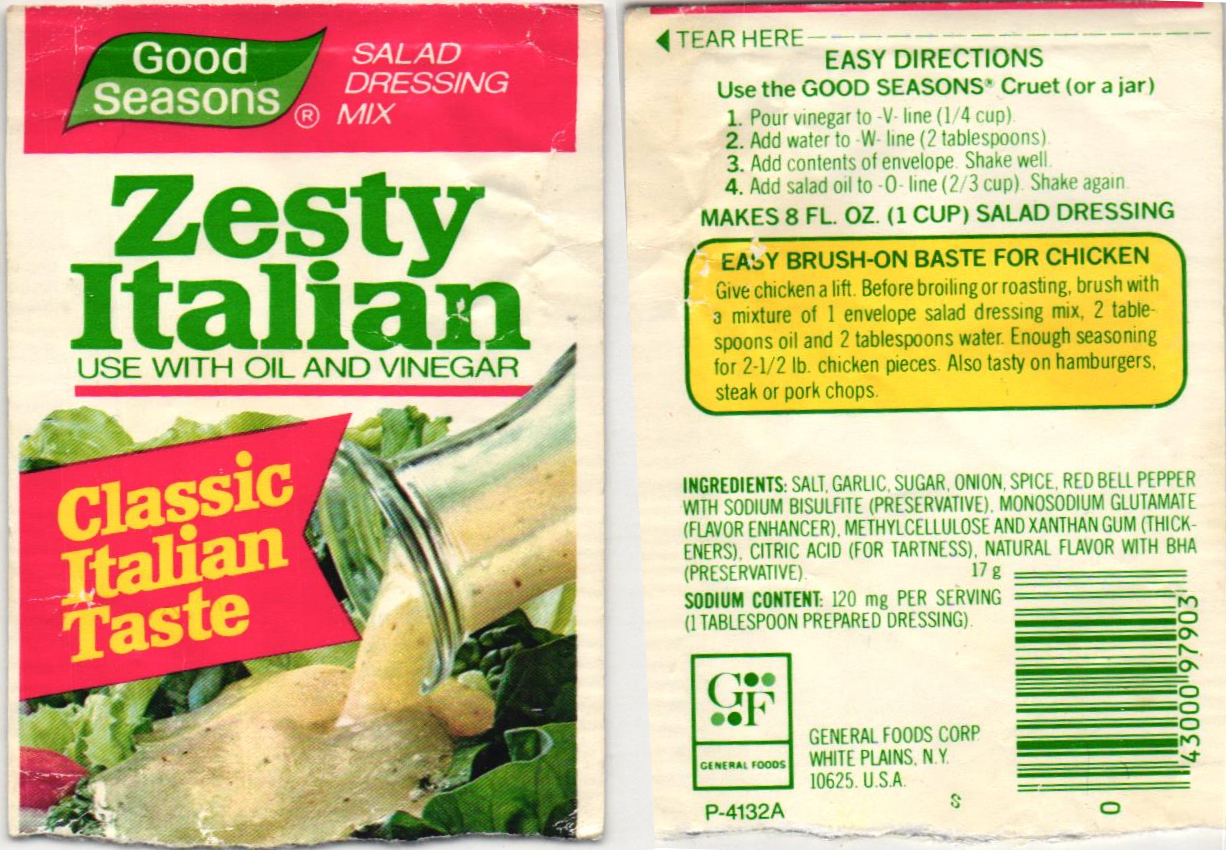 Good
Seasons ®
SALAD
DRESSING
MIX
Zesty
Italian
USE WITH OIL AND VINEGAR
Classic
Italian
Taste
TEAR HERE
EASY DIRECTIONS
Use the GOOD SEASONS® Cruet (or a jar)
1. Pour vinegar to -V- line (1/4 cup).
2. Add water to -W- line (2 tablespoons).
3. Add contents of envelope. Shake well.
4. Add salad oil to -O- line (2/3 cup). Shake again.
MAKES 8 FL. OZ. (1 CUP) SALAD DRESSING
EASY BRUSH-ON BASTE FOR CHICKEN
Give chicken a lift. Before broiling or roasting, brush with
a mixture of 1 envelope salad dressing mix, 2 table-
spoons oil and 2 tablespoons water. Enough seasoning
for 2-1/2 lb. chicken pieces. Also tasty on hamburgers,
steak or pork chops.
INGREDIENTS: SALT, GARLIC, SUGAR, ONION, SPICE, RED BELL PEPPER
WITH SODIUM BISULFITE (PRESERVATIVE), MONOSODIUM GLUTAMATE
(FLAVOR ENHANCER), METHYLCELLULOSE AND XANTHAN GUM (THICK-
ENERS), CITRIC ACID (FOR TARTNESS), NATURAL FLAVOR WITH BHA
(PRESERVATIVE). 17 g
SODIUM CONTENT: 120 mg PER SERVING
(1 TABLESPOON PREPARED DRESSING).
GF
GENERAL FOODS
GENERAL FOODS CORP
WHITE PLAINS, N.Y.
10625. U.S.A.
P-4132A
S
0
43000 97903